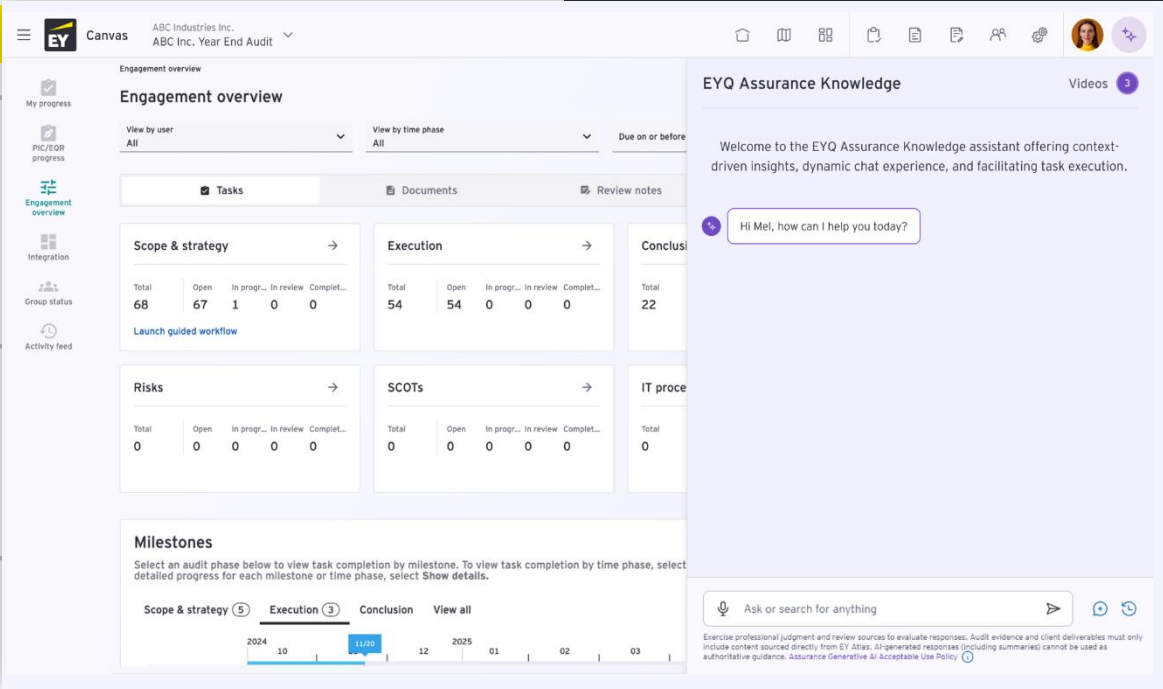 EY
Canvas
ABC Industries Inc.
ABC Inc. Year End Audit
My progress
PIC/EQR
progress
Engagement
overview
Integration
Group status
Activity feed
Engagement overview
Engagement overview
View by user
All
View by time phase
All
Due on or before
Tasks
Documents
Review notes
Scope & strategy
Total Open In progr... In review Complet...
68 67 1 0 0
Launch guided workflow
Execution
Total Open In progr... In review Complet...
54 54 0 0 0
Conclusi
Total
22
Risks
Total Open In progr... In review Complet...
0 0 0 0 0
SCOTs
Total Open In progr... In review Complet...
0 0 0 0 0
IT proce
Total
0
Milestones
Select an audit phase below to view task completion by milestone. To view task completion by time phase, select
detailed progress for each milestone or time phase, select Show details.
Scope & strategy 5 Execution 3 Conclusion View all
2024 2025
10 11/20 12 01 02 03
EYQ Assurance Knowledge
Videos 3
Welcome to the EYQ Assurance Knowledge assistant offering context-
driven insights, dynamic chat experience, and facilitating task execution.
Hi Mel, how can I help you today?
Ask or search for anything
Exercise professional judgment and review sources to evaluate responses. Audit evidence and client deliverables must only
include content sourced directly from EY Atlas. AI-generated responses (including summaries) cannot be used as
authoritative guidance. Assurance Generative AI Acceptable Use Policy